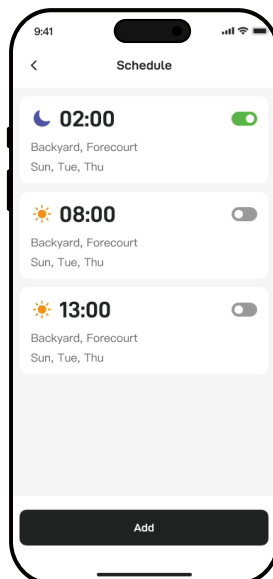 9:41
Schedule
02:00
Backyard, Forecourt
Sun, Tue, Thu
08:00
Backyard, Forecourt
Sun, Tue, Thu
13:00
Backyard, Forecourt
Sun, Tue, Thu
Add